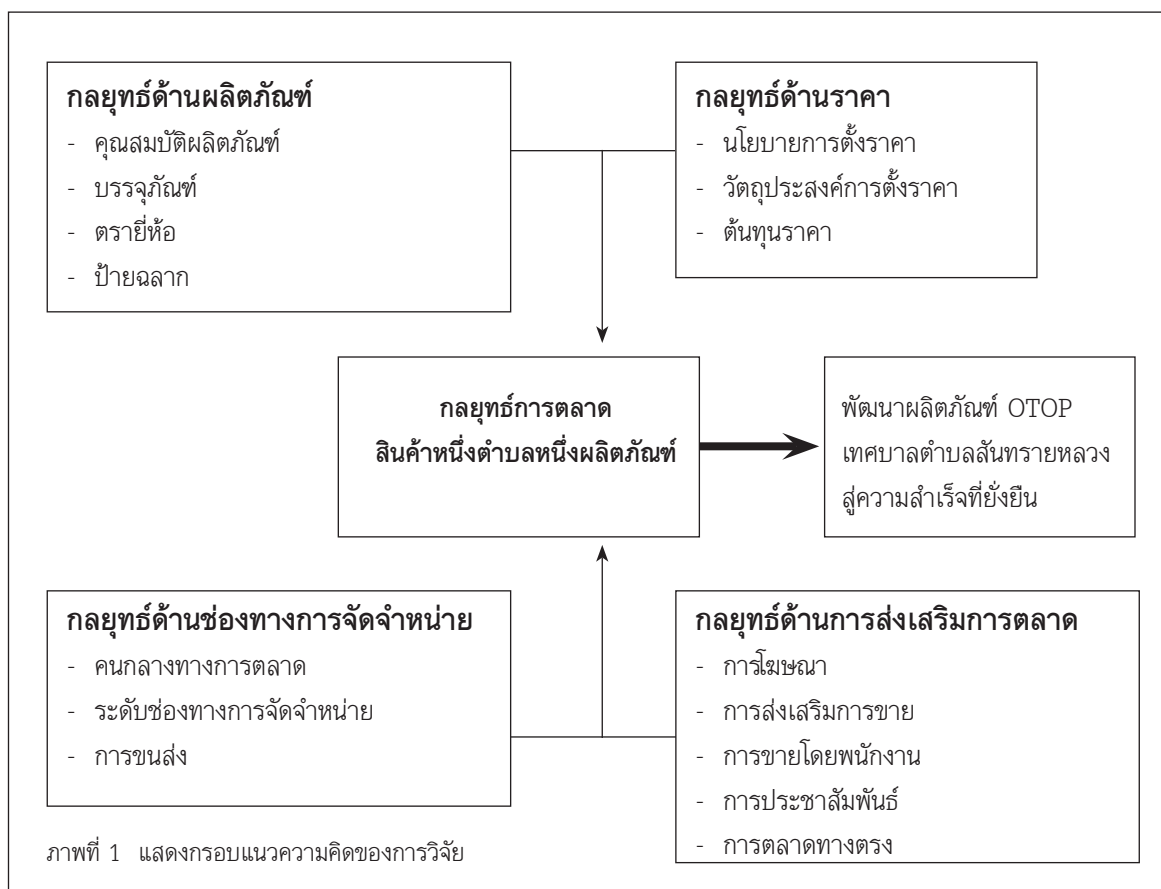 กลยุทธ์ด้านผลิตภัณฑ์
- คุณสมบัติผลิตภัณฑ์
- บรรจุภัณฑ์
- ตรายี่ห้อ
- ป้ายฉลาก
กลยุทธ์ด้านราคา
- นโยบายการตั้งราคา
- วัตถุประสงค์การตั้งราคา
- ต้นทุนราคา
กลยุทธ์การตลาด
สินค้าหนึ่งตำบลหนึ่งผลิตภัณฑ์
พัฒนาผลิตภัณฑ์ OTOP
เทศบาลตำบลสันทรายหลวง
สู่ความสำเร็จที่ยั่งยืน
กลยุทธ์ด้านช่องทางการจัดจำหน่าย
- คนกลางทางการตลาด
- ระดับช่องทางการจัดจำหน่าย
- การขนส่ง
กลยุทธ์ด้านการส่งเสริมการตลาด
- การโฆษณา
- การส่งเสริมการขาย
- การขายโดยพนักงาน
- การประชาสัมพันธ์
- การตลาดทางตรง
ภาพที่ 1 แสดงกรอบแนวความคิดของการวิจัย